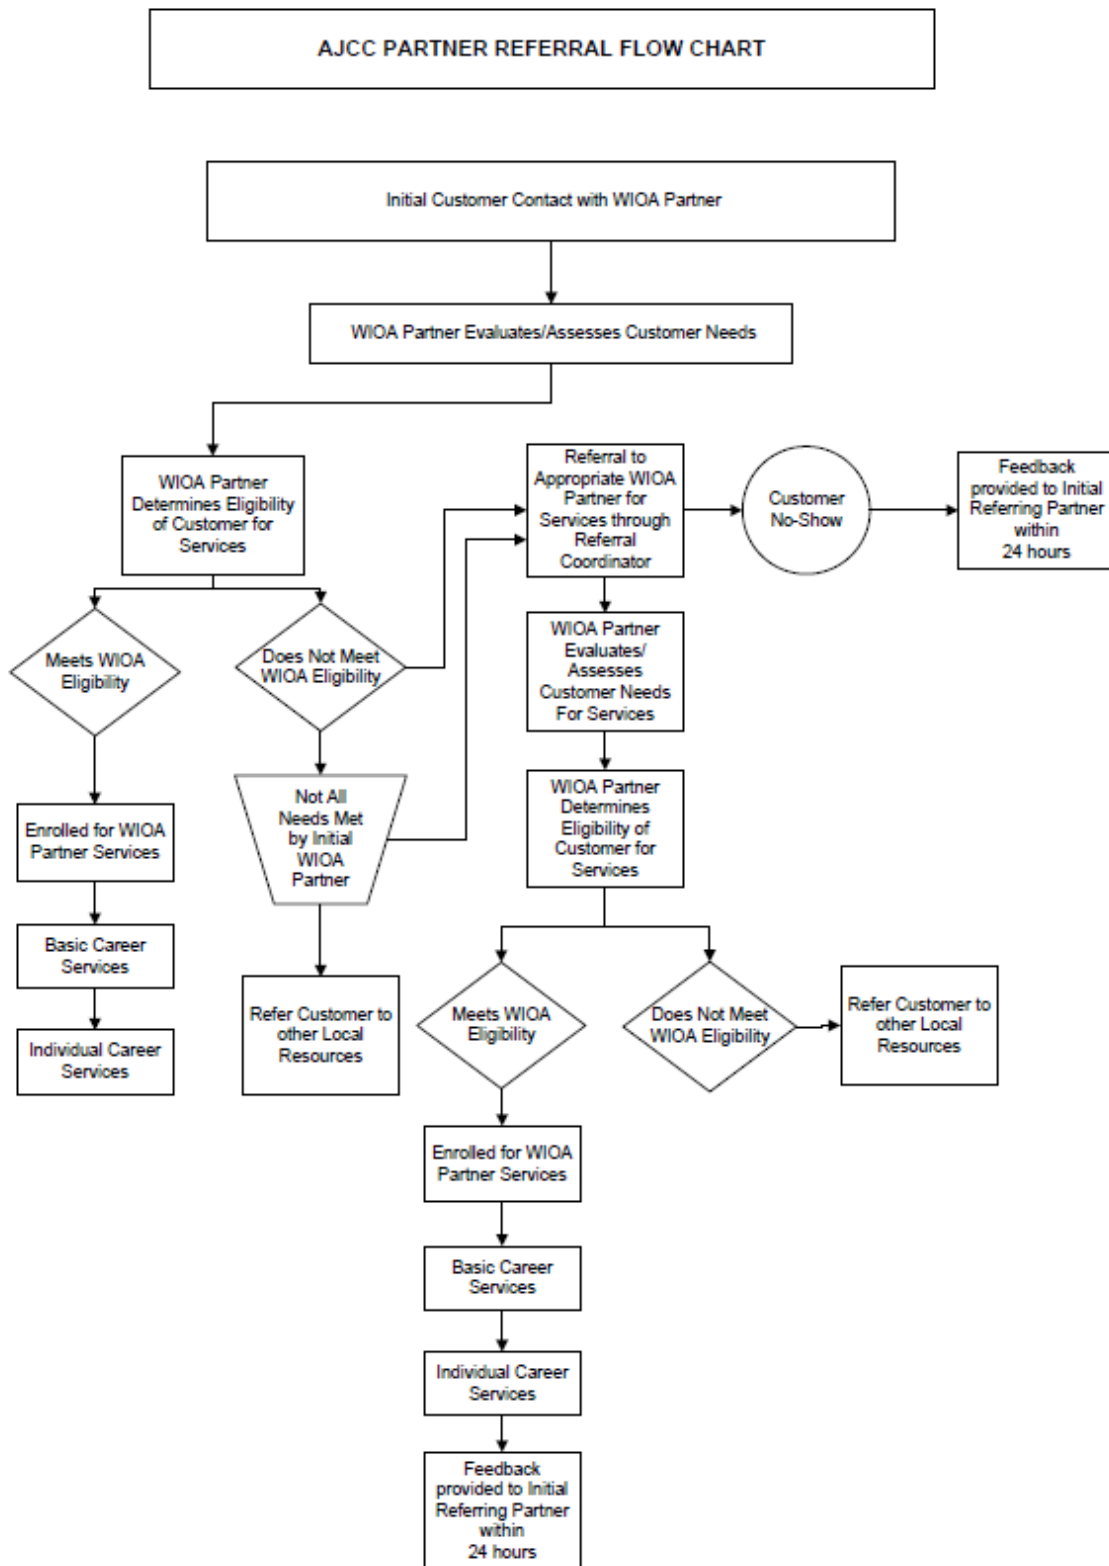 AJCC PARTNER REFERRAL FLOW CHART
Initial Customer Contact with WIOA Partner
WIOA Partner Evaluates/Assesses Customer Needs
WIOA Partner
Determines Eligibility
of Customer for
Services
Referral to
Appropriate WIOA
Partner for
Services through
Referral
Coordinator
Customer
No-Show
Feedback
provided to Initial
Referring Partner
within
24 hours
Meets WIOA
Eligibility
Does Not Meet
WIOA Eligibility
WIOA Partner
Evaluates/
Assesses
Customer Needs
For Services
Enrolled for WIOA
Partner Services
Not All
Needs Met
by Initial
WIOA
Partner
WIOA Partner
Determines
Eligibility of
Customer for
Services
Basic Career
Services
Individual Career
Services
Refer Customer to
other Local
Resources
Meets WIOA
Eligibility
Does Not Meet
WIOA Eligibility
Refer Customer to
other Local
Resources
Enrolled for WIOA
Partner Services
Basic Career
Services
Individual Career
Services
Feedback
provided to Initial
Referring Partner
within
24 hours